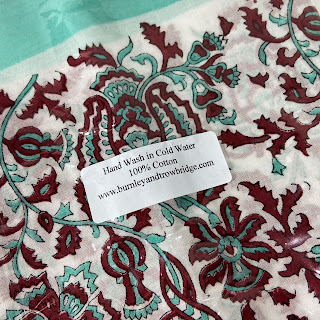 Hand Wash in Cold Water
100% Cotton
www.burnleyandtrowbridge.com